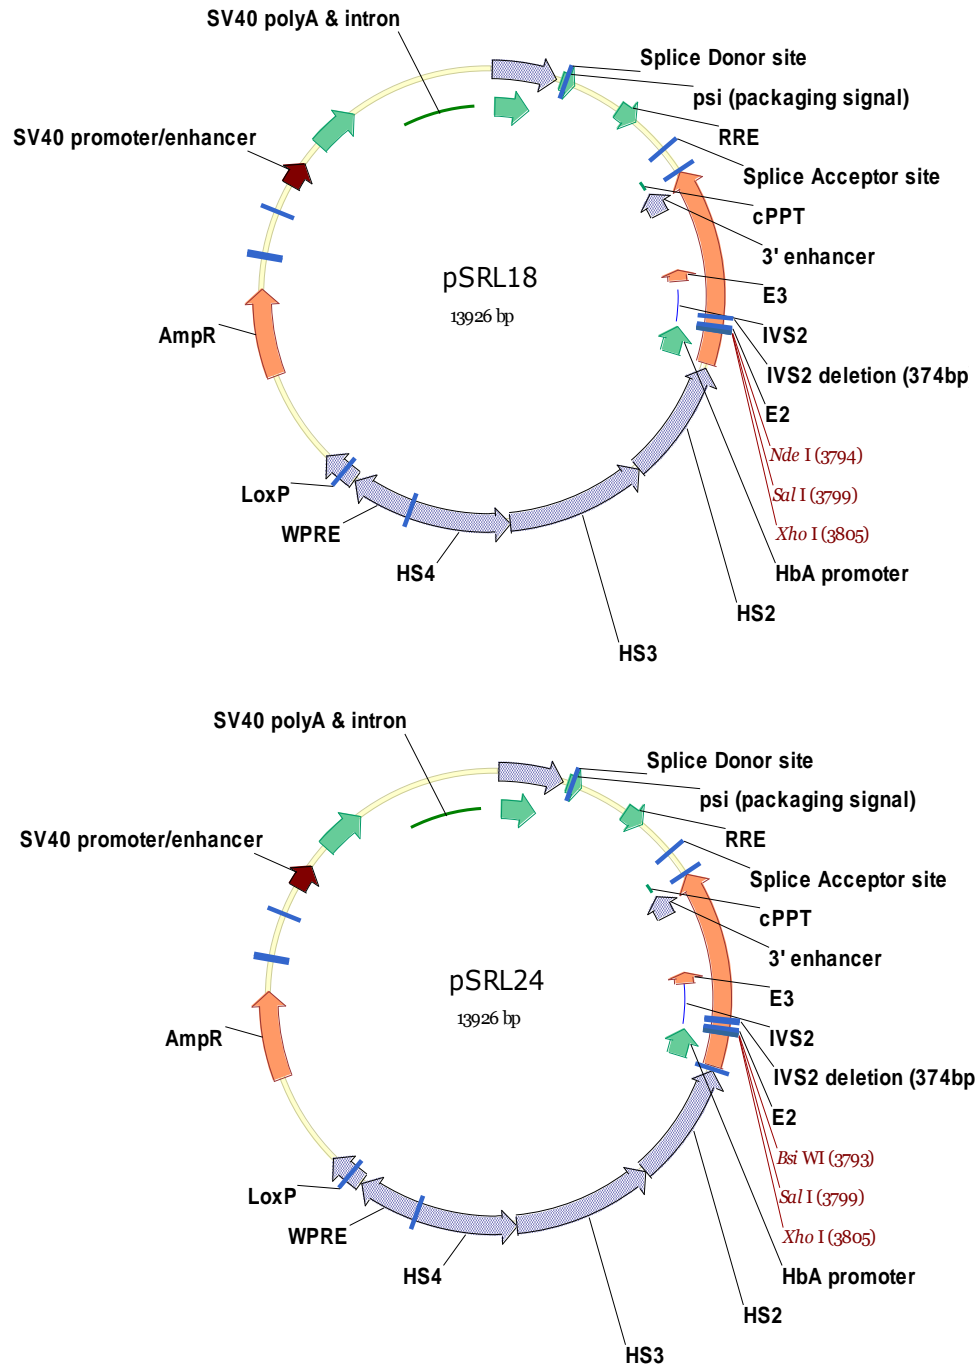 SV40 polyA & intron
Splice Donor site
psi (packaging signal)
SV40 promoter/enhancer
RRE
Splice Acceptor site
cPPT
3' enhancer
pSRL18
13926 bp
E3
IVS2
AmpR
IVS2 deletion (374bp
E2
Nde I (3794)
Sal I (3799)
LoxP
WPRE
Xho I (3805)
HS4
HbA promoter
HS2
HS3
SV40 polyA & intron
Splice Donor site
psi (packaging signal)
SV40 promoter/enhancer
RRE
Splice Acceptor site
cPPT
3' enhancer
pSRL24
13926 bp
E3
IVS2
AmpR
IVS2 deletion (374bp
E2
Bsi WI (3793)
Sal I (3799)
LoxP
WPRE
Xho I (3805)
HS4
HbA promoter
HS2
HS3